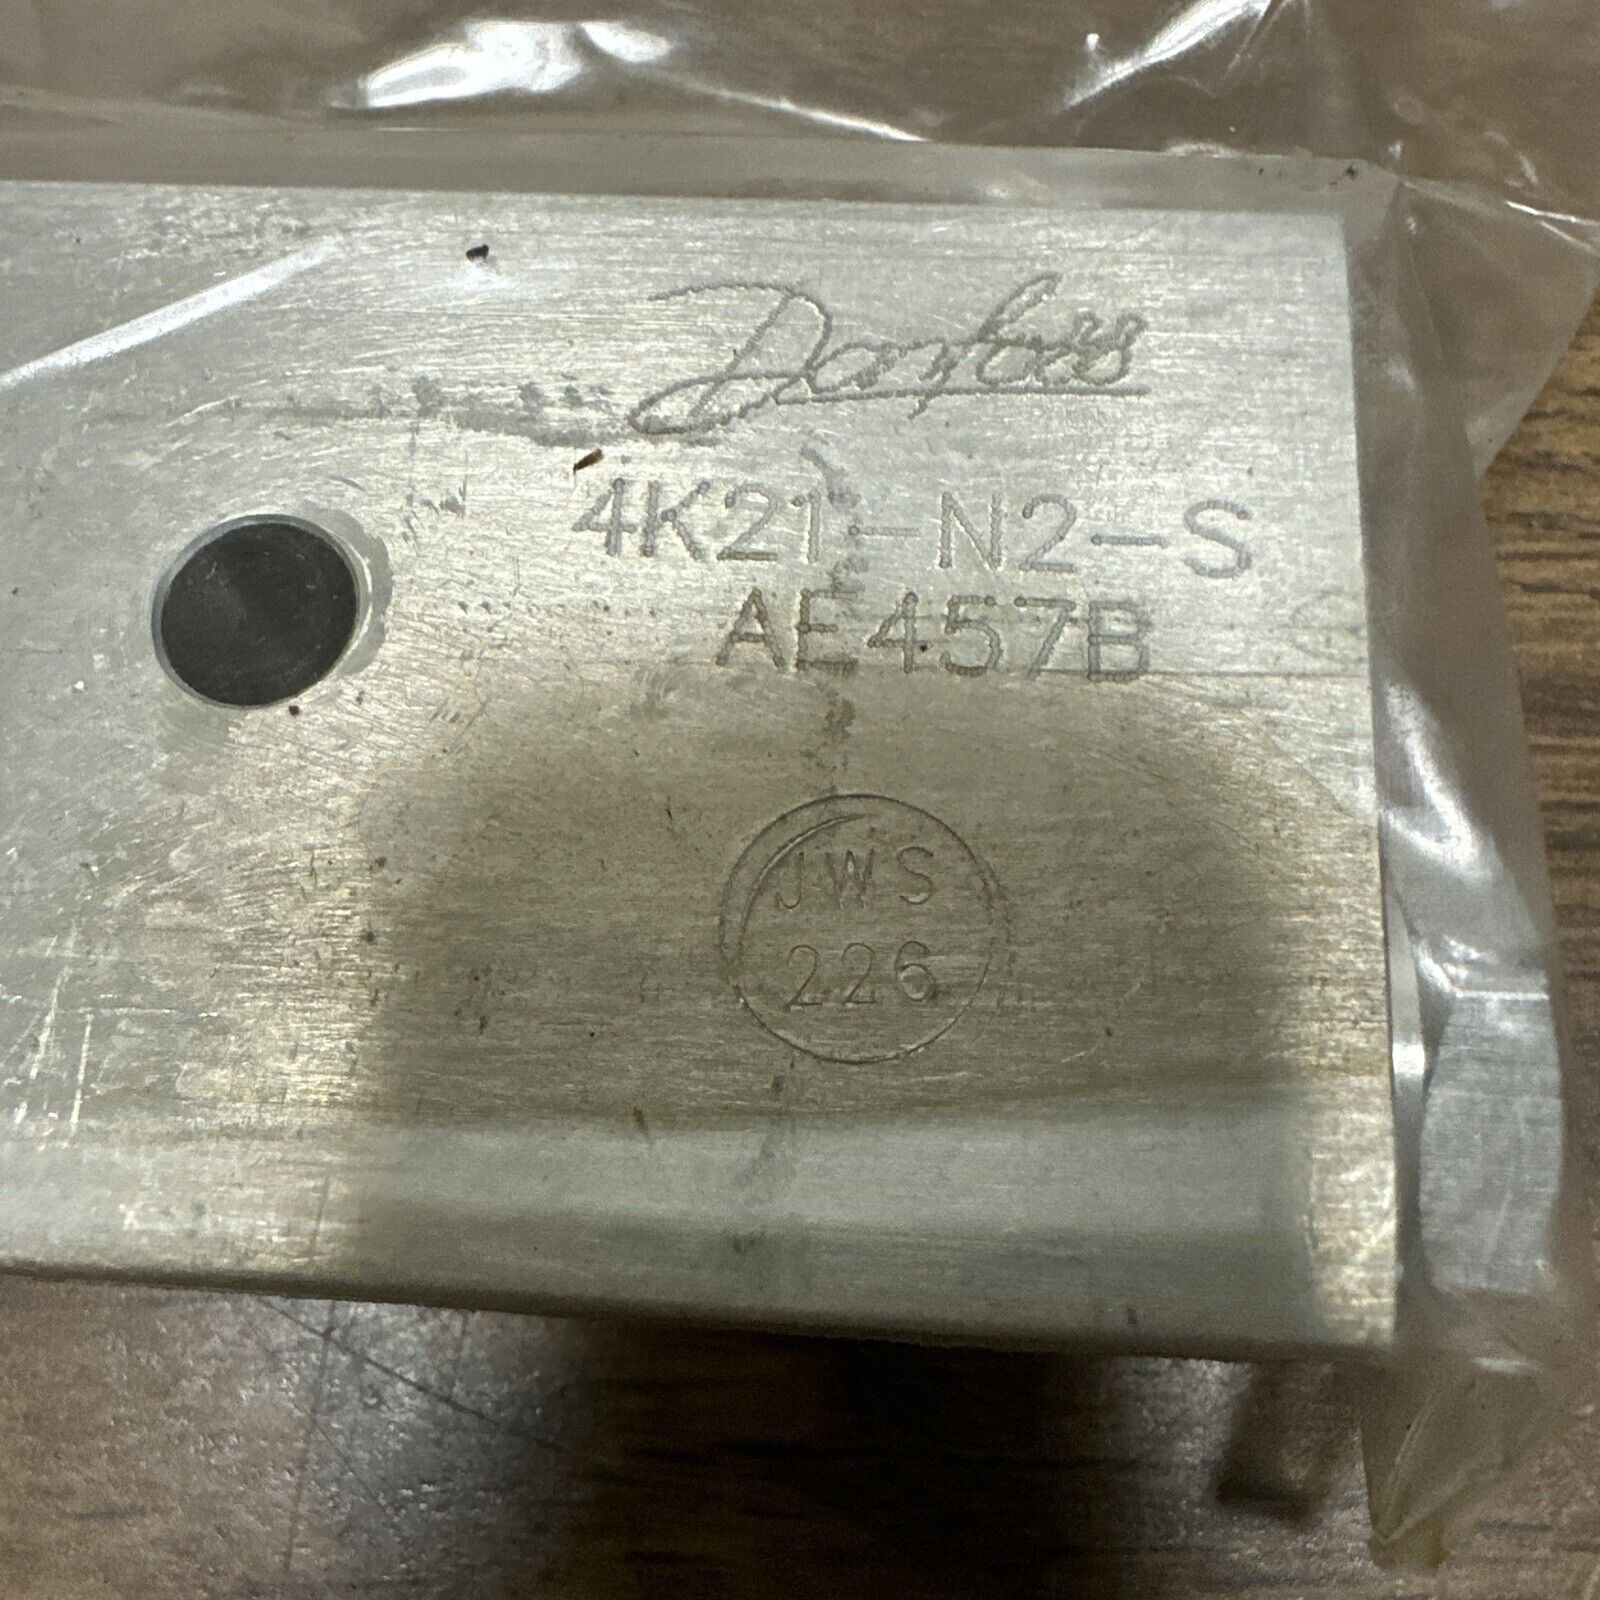 Danfoss
4K21-N2-S
AE457B
JWS
226